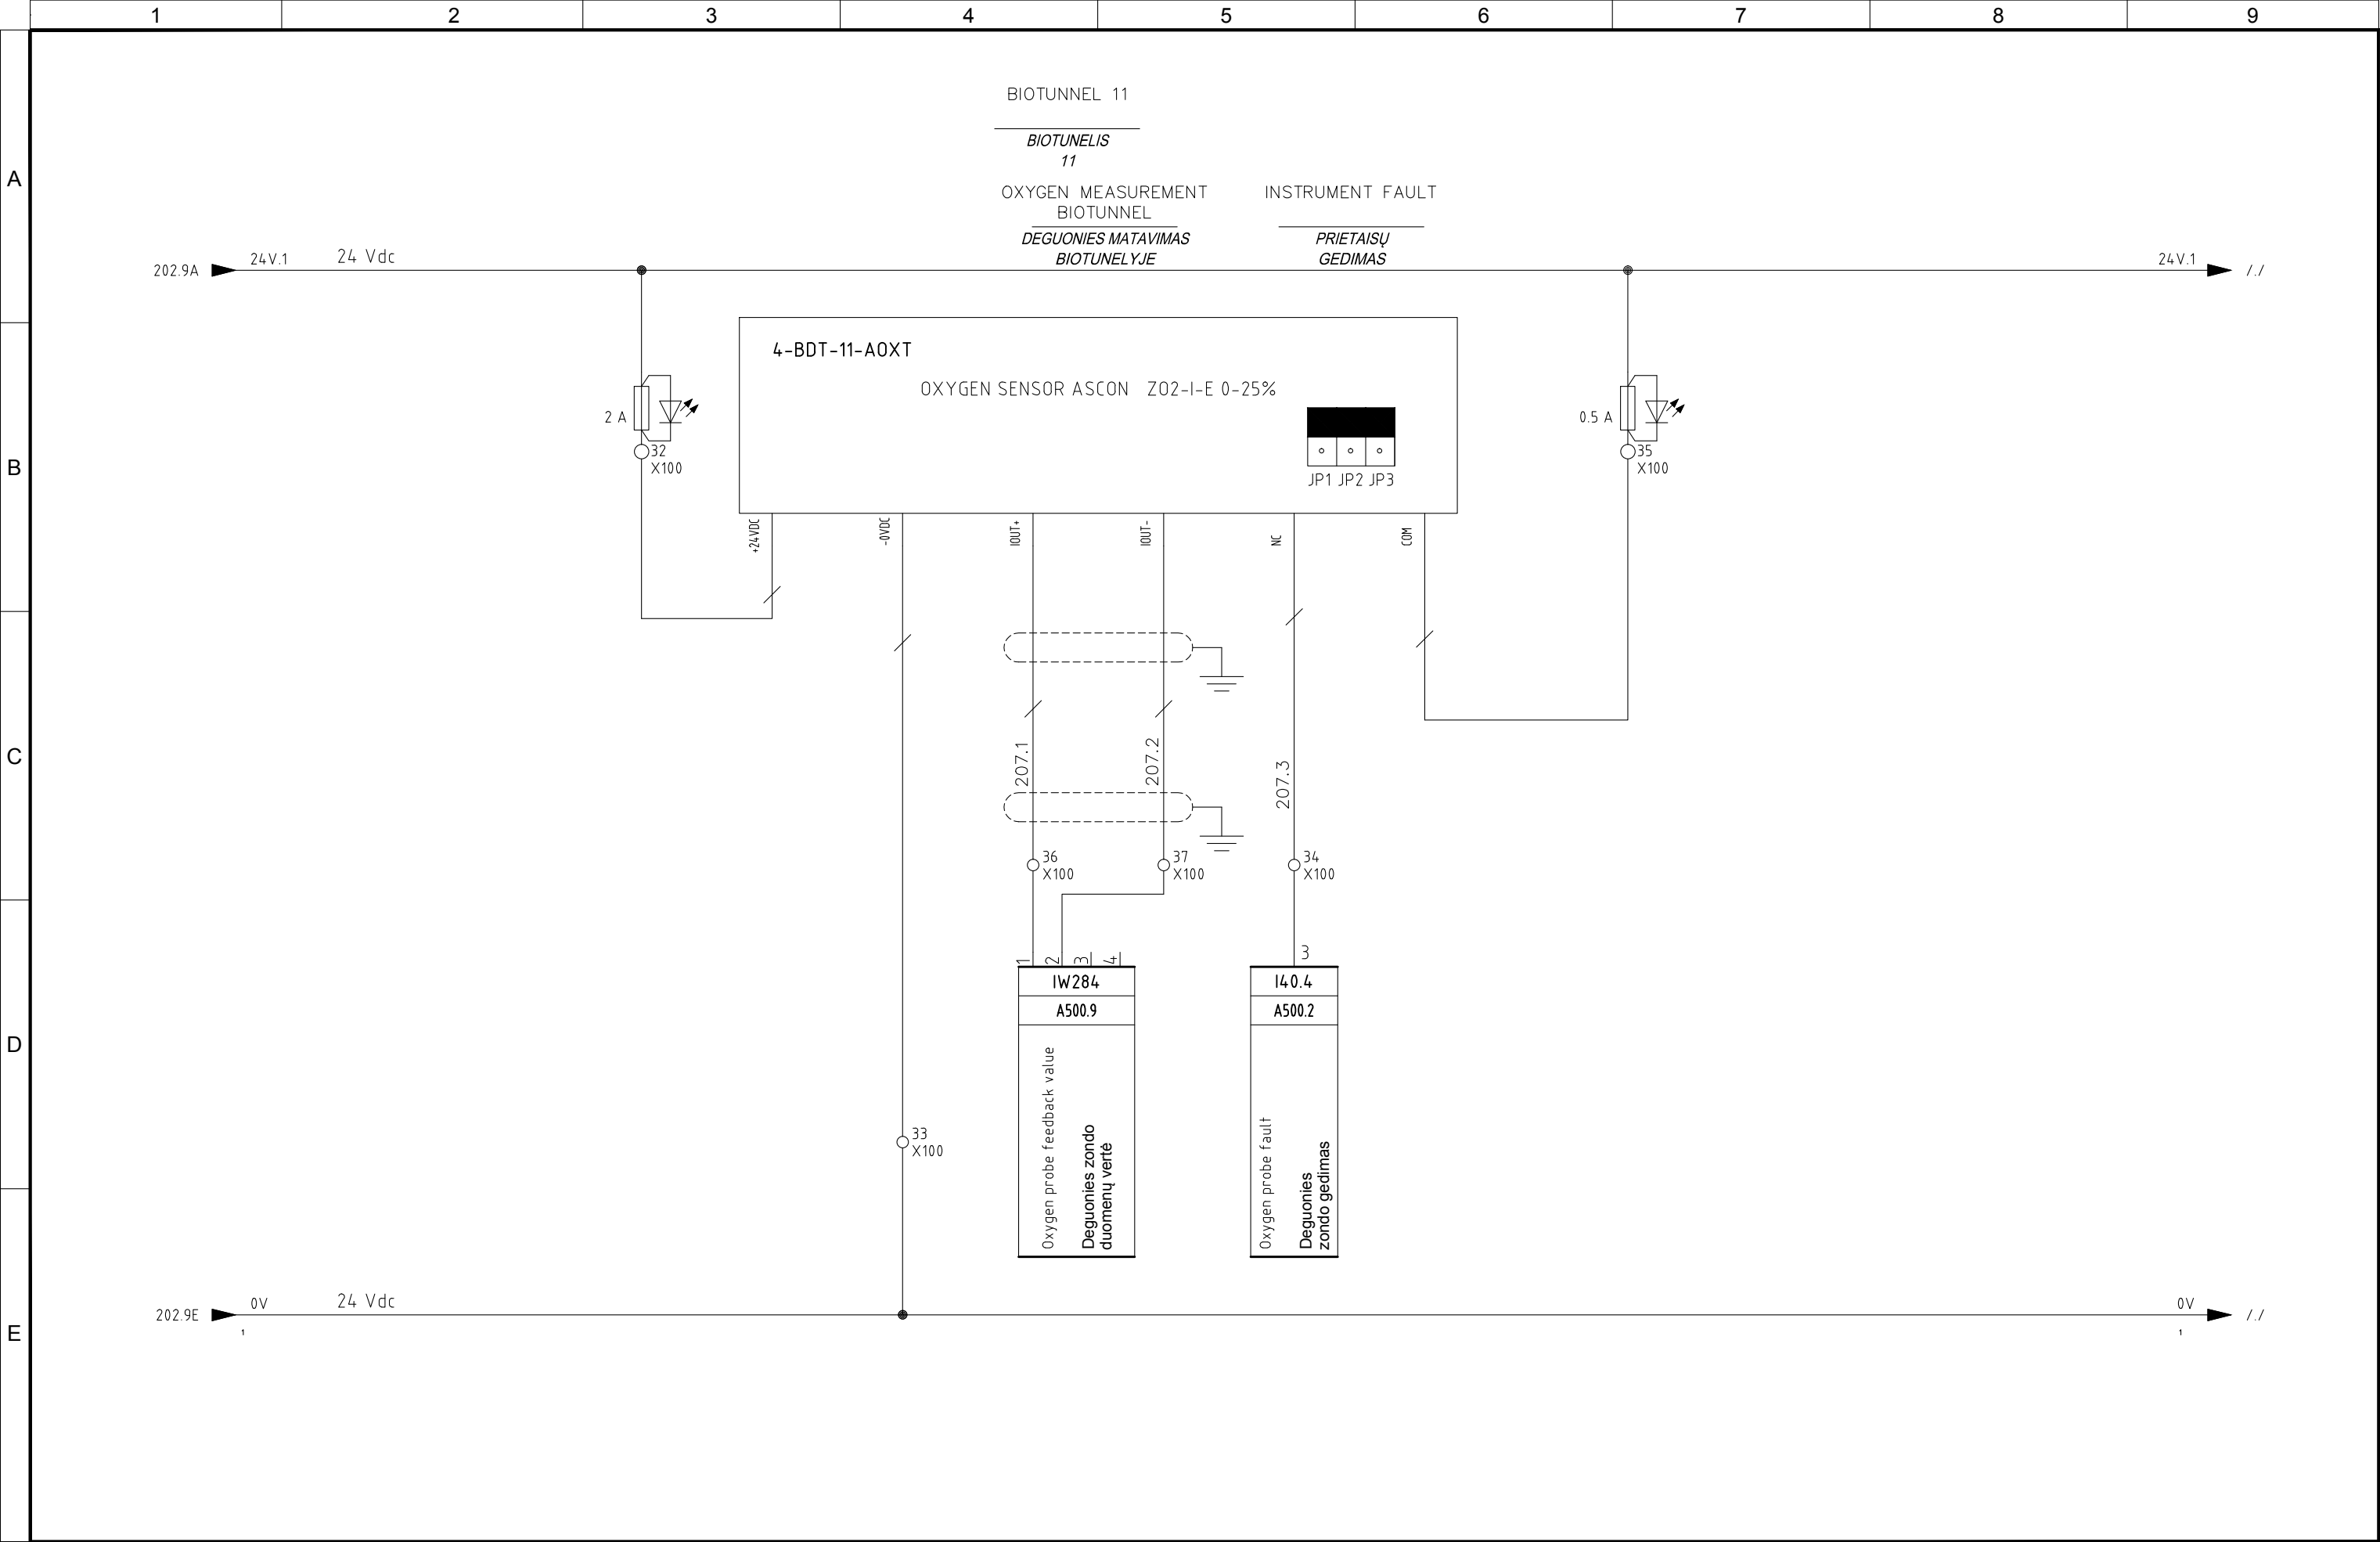 1 2 3 4 5 6 7 8 9
A
B
C
D
E
BIOTUNNEL 11
BIOTUNELIS
11
OXYGEN MEASUREMENT
BIOTUNNEL
DEGUONIES MATAVIMAS
BIOTUNELYJE
INSTRUMENT FAULT
PRIETAISŲ
GEDIMAS
202.9A
24V.1
24 Vdc
24V.1
/./
4-BDT-11-AOXT
OXYGEN SENSOR ASCON ZO2-I-E 0-25%
JP1 JP2 JP3
2 A
32
X100
0.5 A
35
X100
+24VDC
-0VDC
IOUT+
IOUT-
NC
COM
207.1
207.2
207.3
36
X100
37
X100
34
X100
1
2
3
4
3
IW284
A500.9
Oxygen probe feedback value
Deguonies zondo
duomenų vertė
I40.4
A500.2
Oxygen probe fault
Deguonies
zondo gedimas
33
X100
202.9E
0V
24 Vdc
1
0V
/./
1